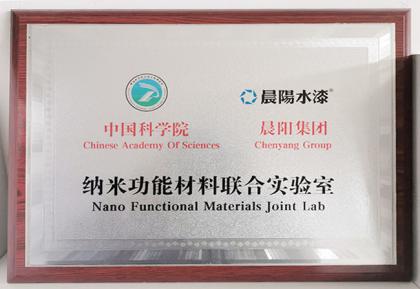 晨陽水漆®
中国科学院
Chinese Academy Of Sciences
晨阳集团
Chenyang Group
纳米功能材料联合实验室
Nano Functional Materials Joint Lab